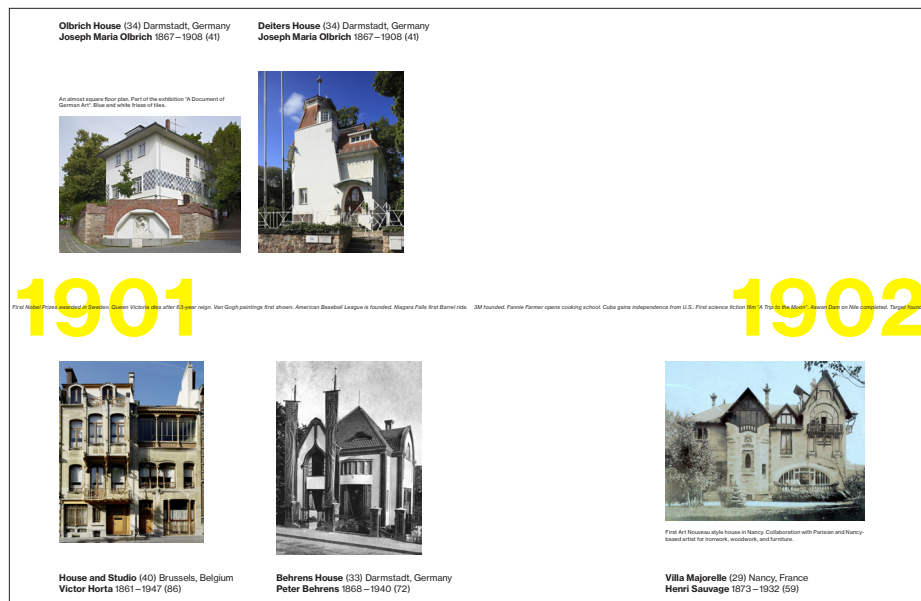 Olbrich House (34) Darmstadt, Germany
Joseph Maria Olbrich 1867–1908 (41)
Deiters House (34) Darmstadt, Germany
Joseph Maria Olbrich 1867–1908 (41)
An almost square floor plan. Part of the exhibition "A Document of
German Art". Blue and white frieze of tiles.
1901
1902
First Nobel Prizes awarded in Sweden. Queen Victoria dies after 63-year reign. Van Gogh paintings first shown. American Baseball League is founded. Niagara Falls first Barrel ride.
3M founded. Fannie Farmer opens cooking school. Cuba gains independence from U.S.. First science fiction film "A Trip to the Moon". Aswan Dam on Nile completed. Target found
First Art Nouveau style house in Nancy. Collaboration with Parisian and Nancy-
based artist for ironwork, woodwork, and furniture.
House and Studio (40) Brussels, Belgium
Victor Horta 1861–1947 (86)
Behrens House (33) Darmstadt, Germany
Peter Behrens 1868–1940 (72)
Villa Majorelle (29) Nancy, France
Henri Sauvage 1873–1932 (59)